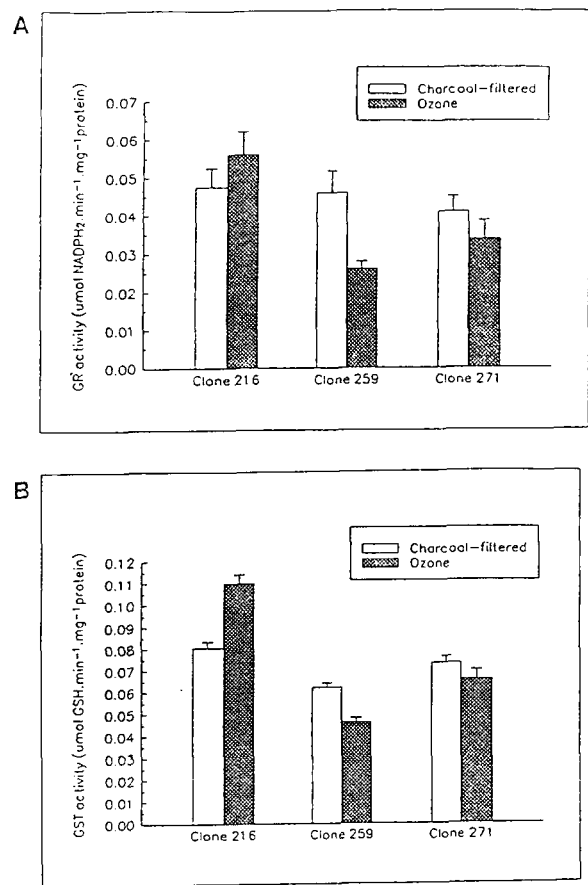 A
Charcoal-filtered
Ozone
GR activity (umol NADPH2.min-1.mg-1protein)
0.07
0.06
0.05
0.04
0.03
0.02
0.01
0.00
Clone 216
Clone 259
Clone 271
B
Charcoal-filtered
Ozone
GST activity (umol GSH.min-1.mg-1protein)
0.12
0.11
0.10
0.09
0.08
0.07
0.06
0.05
0.04
0.03
0.02
0.01
0.00
Clone 216
Clone 259
Clone 271